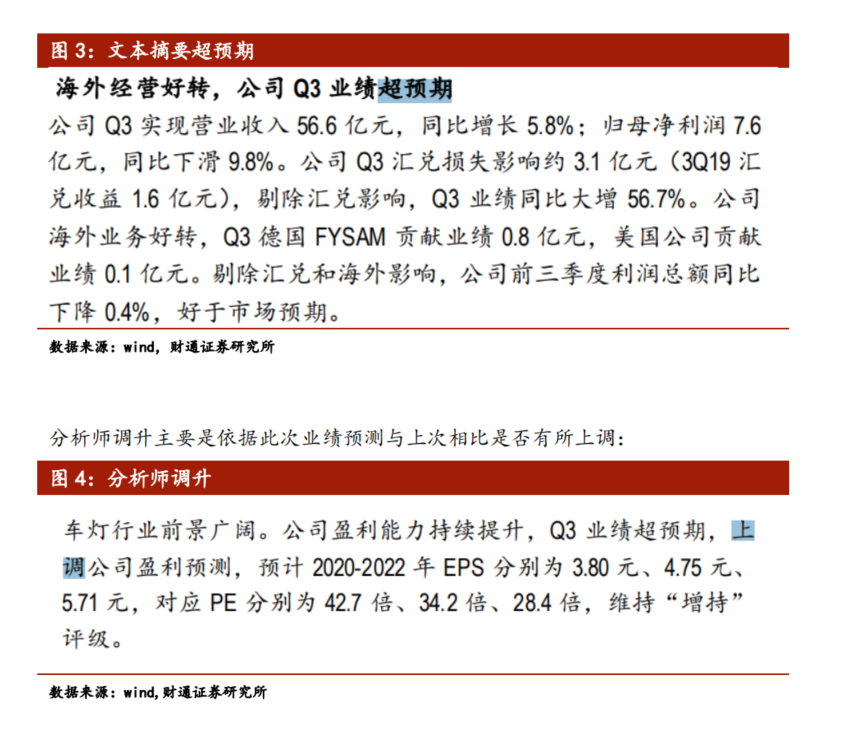 图 3：文本摘要超预期
海外经营好转，公司 Q3 业绩超预期
公司 Q3 实现营业收入 56.6 亿元，同比增长 5.8%；归母净利润 7.6
亿元，同比下滑 9.8%。公司 Q3 汇兑损失影响约 3.1 亿元（3Q19 汇
兑收益 1.6 亿元），剔除汇兑影响，Q3 业绩同比大增 56.7%。公司
海外业务好转，Q3 德国 FYSAM 贡献业绩 0.8 亿元，美国公司贡献
业绩 0.1 亿元。剔除汇兑和海外影响，公司前三季度利润总额同比
下降 0.4%，好于市场预期。
数据来源：wind，财通证券研究所
分析师调升主要是依据此次业绩预测与上次相比是否有所上调：
图 4：分析师调升
车灯行业前景广阔。公司盈利能力持续提升，Q3 业绩超预期，上
调公司盈利预测，预计 2020-2022 年 EPS 分别为 3.80 元、4.75 元、
5.71 元，对应 PE 分别为 42.7 倍、34.2 倍、28.4 倍，维持“增持”
评级。
数据来源：wind,财通证券研究所